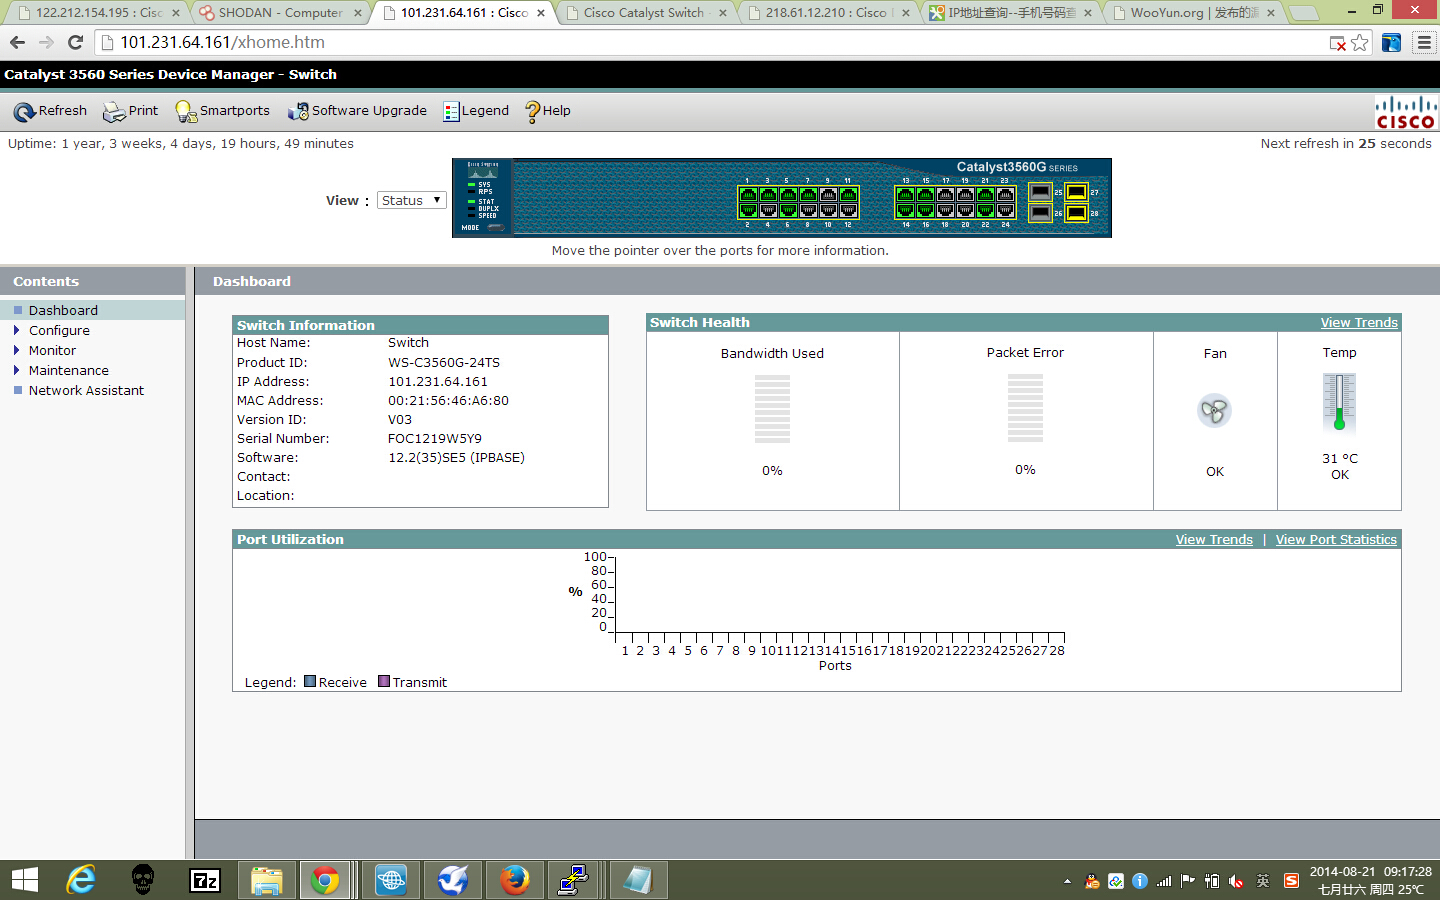 122.212.154.195 : Cisc
SHODAN - Computer
101.231.64.161 : Cisco
Cisco Catalyst Switch -
218.61.12.210 : Cisco
IP地址查询--手机号码查
WooYun.org | 发布的漏
101.231.64.161/xhome.htm
Catalyst 3560 Series Device Manager - Switch
Refresh Print Smartports Software Upgrade Legend Help
CISCO
Uptime: 1 year, 3 weeks, 4 days, 19 hours, 49 minutes
Next refresh in 25 seconds
View : Status
Catalyst3560G SERIES
SYS
RPS
STAT
DUPLX
SPEED
MODE
1 3 5 7 9 11 13 15 17 19 21 23
25 27
26 28
2 4 6 8 10 12 14 16 18 20 22 24
Move the pointer over the ports for more information.
Contents
Dashboard
Configure
Monitor
Maintenance
Network Assistant
Dashboard
Switch Information
Host Name: Switch
Product ID: WS-C3560G-24TS
IP Address: 101.231.64.161
MAC Address: 00:21:56:46:A6:80
Version ID: V03
Serial Number: FOC1219W5Y9
Software: 12.2(35)SE5 (IPBASE)
Contact:
Location:
Switch Health
View Trends
Bandwidth Used
0%
Packet Error
0%
Fan
OK
Temp
31 °C
OK
Port Utilization
View Trends | View Port Statistics
%
100
80
60
40
20
0
1 2 3 4 5 6 7 8 9 10 11 12 13 14 15 16 17 18 19 20 21 22 23 24 25 26 27 28
Ports
Legend: Receive Transmit
7z
英
S
2014-08-21 09:17:28
七月廿六 周四 25℃